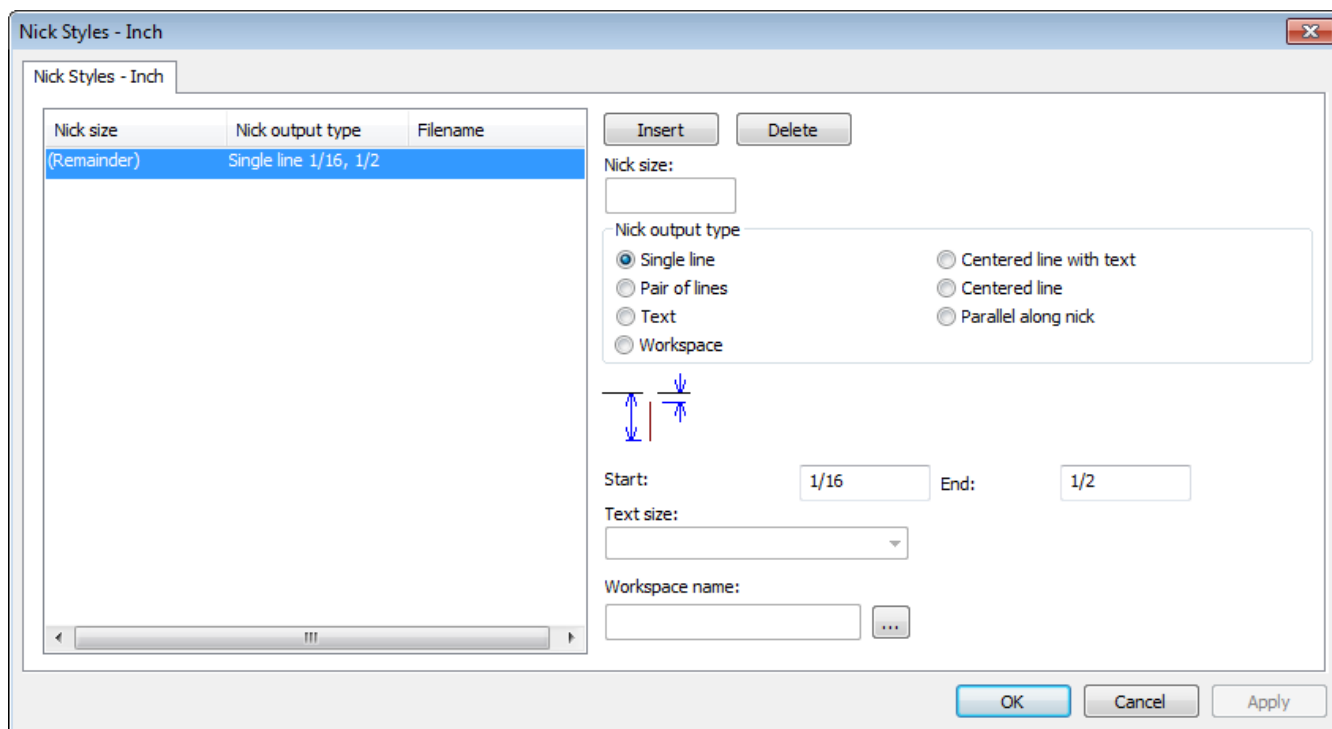 Nick Styles - Inch
Nick Styles - Inch
Nick size Nick output type Filename
(Remainder) Single line 1/16, 1/2
Insert Delete
Nick size:
Nick output type
Single line Centered line with text
Pair of lines Centered line
Text Parallel along nick
Workspace
Start: 1/16 End: 1/2
Text size:
Workspace name:
...
OK Cancel Apply